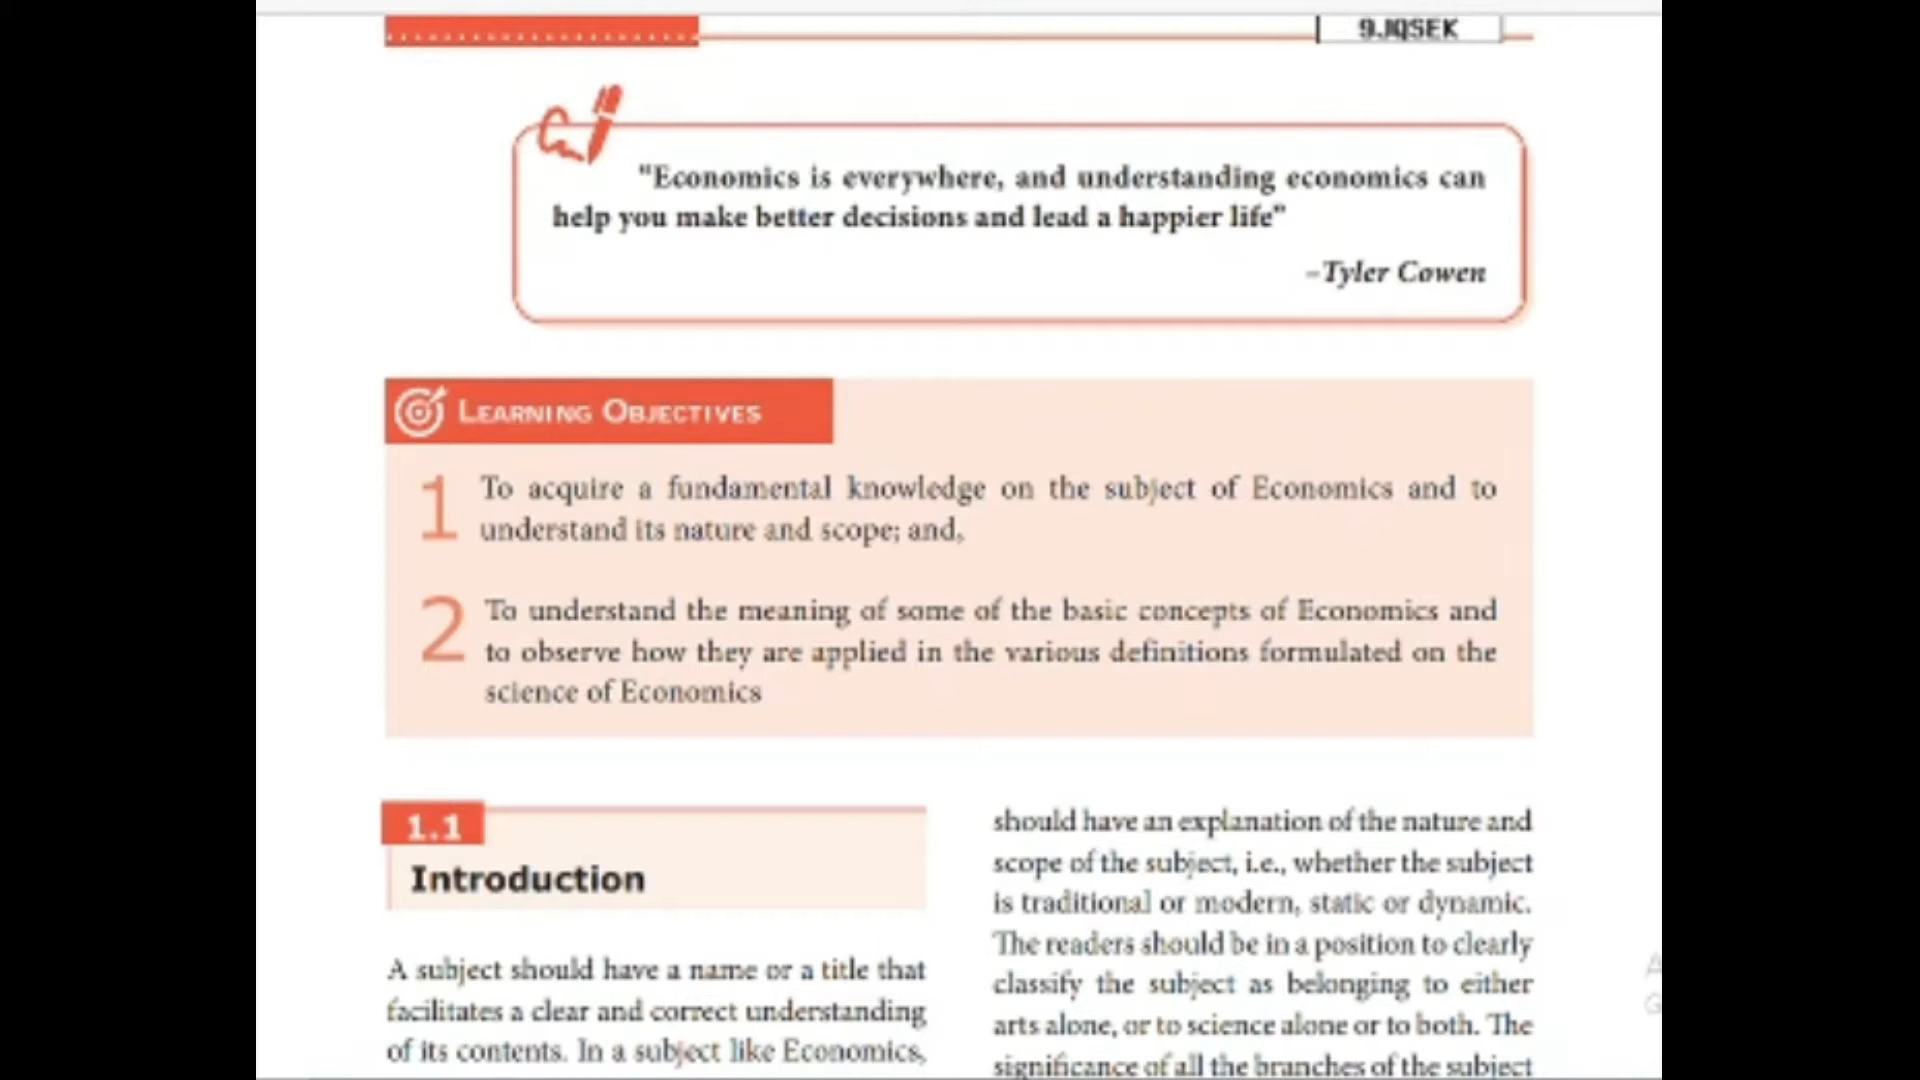 9.JQSEK
"Economics is everywhere, and understanding economics can
help you make better decisions and lead a happier life"
–Tyler Cowen
LEARNING OBJECTIVES
1 To acquire a fundamental knowledge on the subject of Economics and to
understand its nature and scope; and,
2 To understand the meaning of some of the basic concepts of Economics and
to observe how they are applied in the various definitions formulated on the
science of Economics
1.1
Introduction
A subject should have a name or a title that
facilitates a clear and correct understanding
of its contents. In a subject like Economics,
should have an explanation of the nature and
scope of the subject, i.e., whether the subject
is traditional or modern, static or dynamic.
The readers should be in a position to clearly
classify the subject as belonging to either
arts alone, or to science alone or to both. The
significance of all the branches of the subject